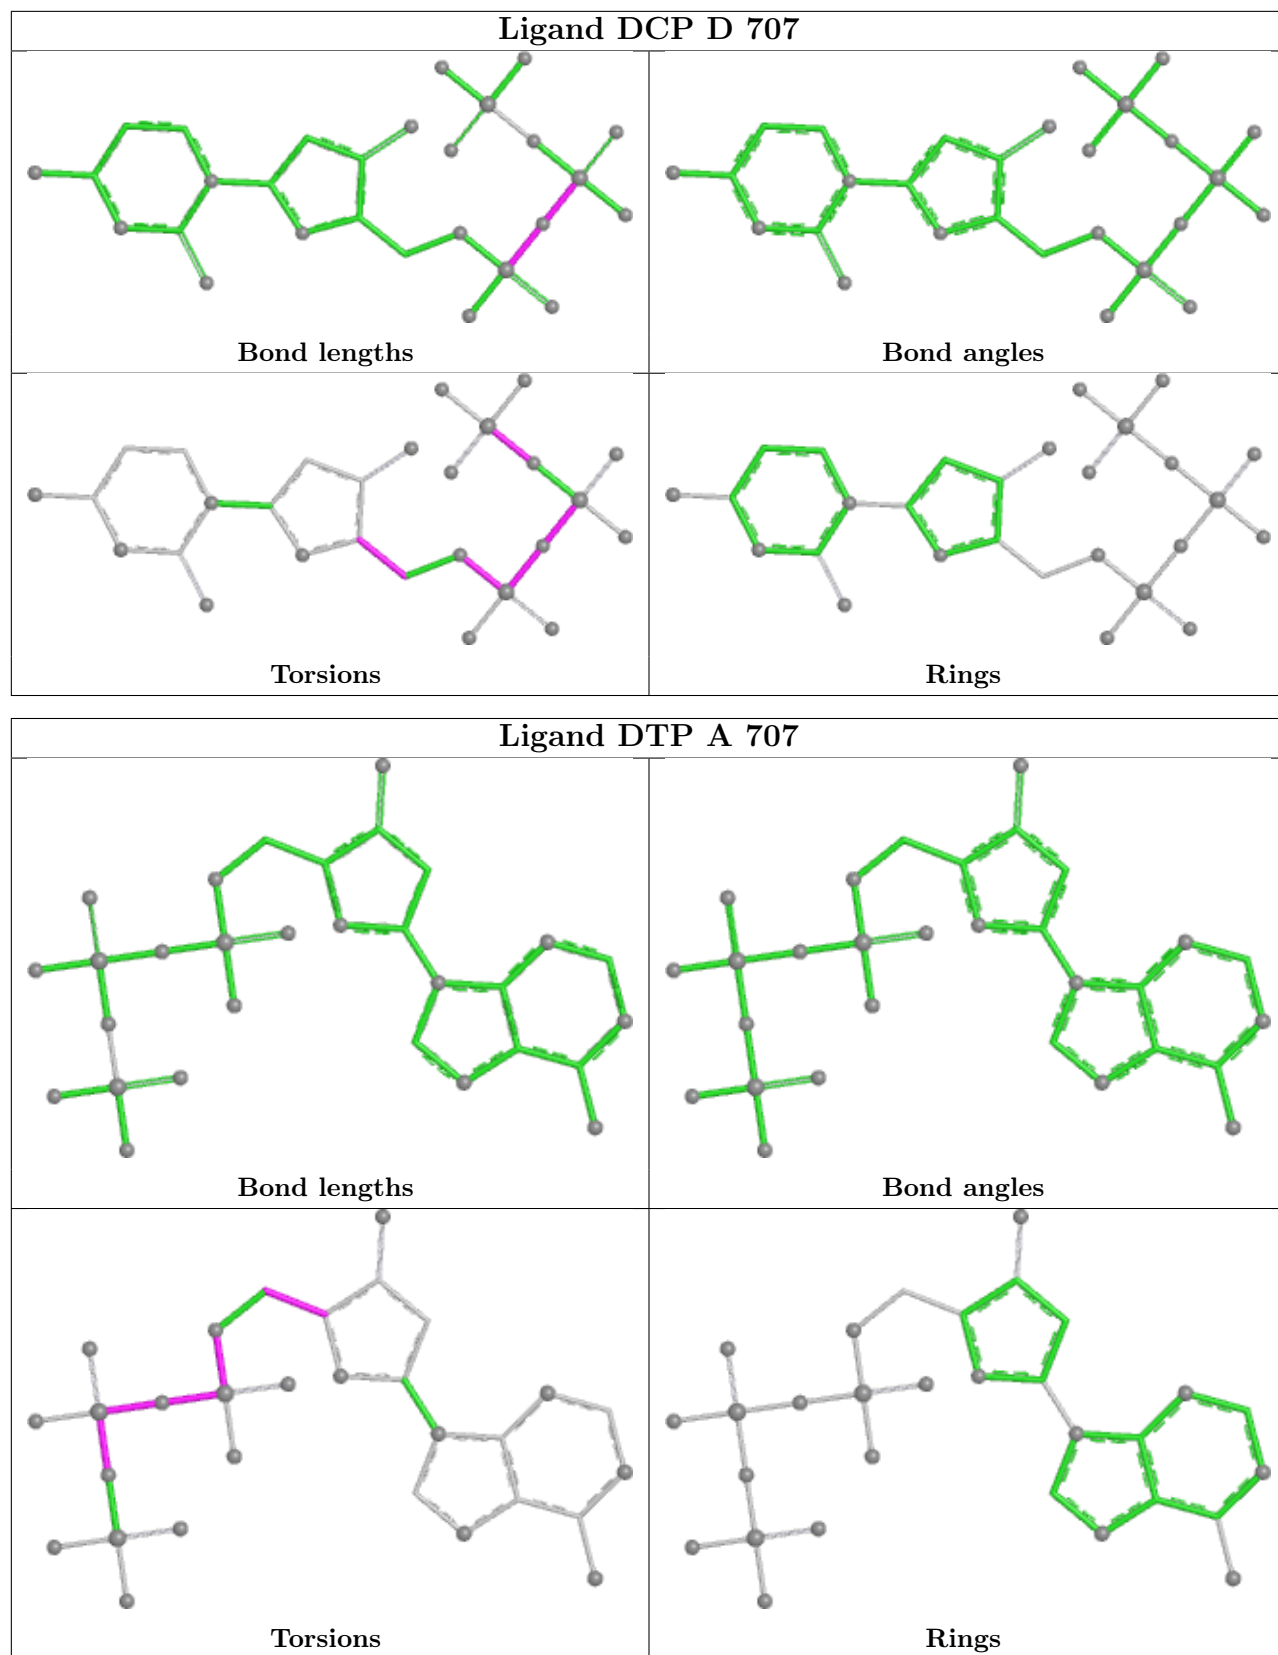 Ligand DCP D 707
Bond lengths
Bond angles
Torsions
Rings
Ligand DTP A 707
Bond lengths
Bond angles
Torsions
Rings